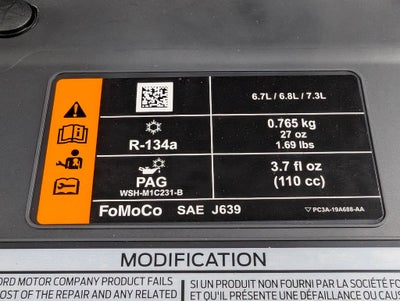 6.7L / 6.8L / 7.3L
R-134a
0.765 kg
27 oz
1.69 lbs
PAG
WSH-M1C231-B
3.7 fl oz
(110 cc)
FoMoCo SAE J639
PC3A-19A688-AA
MODIFICATION
ORD MOTOR COMPANY PRODUCT FAILS
OST OF THE REPAIR AND ANY RELATED
SI UN PRODUIT NON FOURNI PAR LA SOCIÉTÉ FO
ET QU'IL PRÉSENTE UNE DÉFAILLANCE OU CAUS